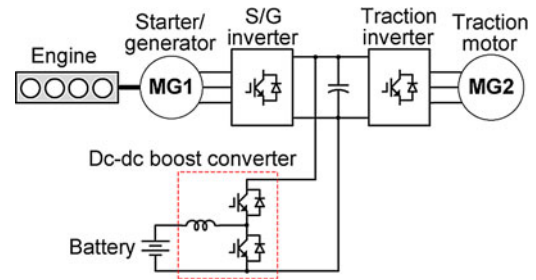 Engine
Starter/
generator
S/G
inverter
Traction
inverter
Traction
motor
MG1
MG2
Dc-dc boost converter
Battery